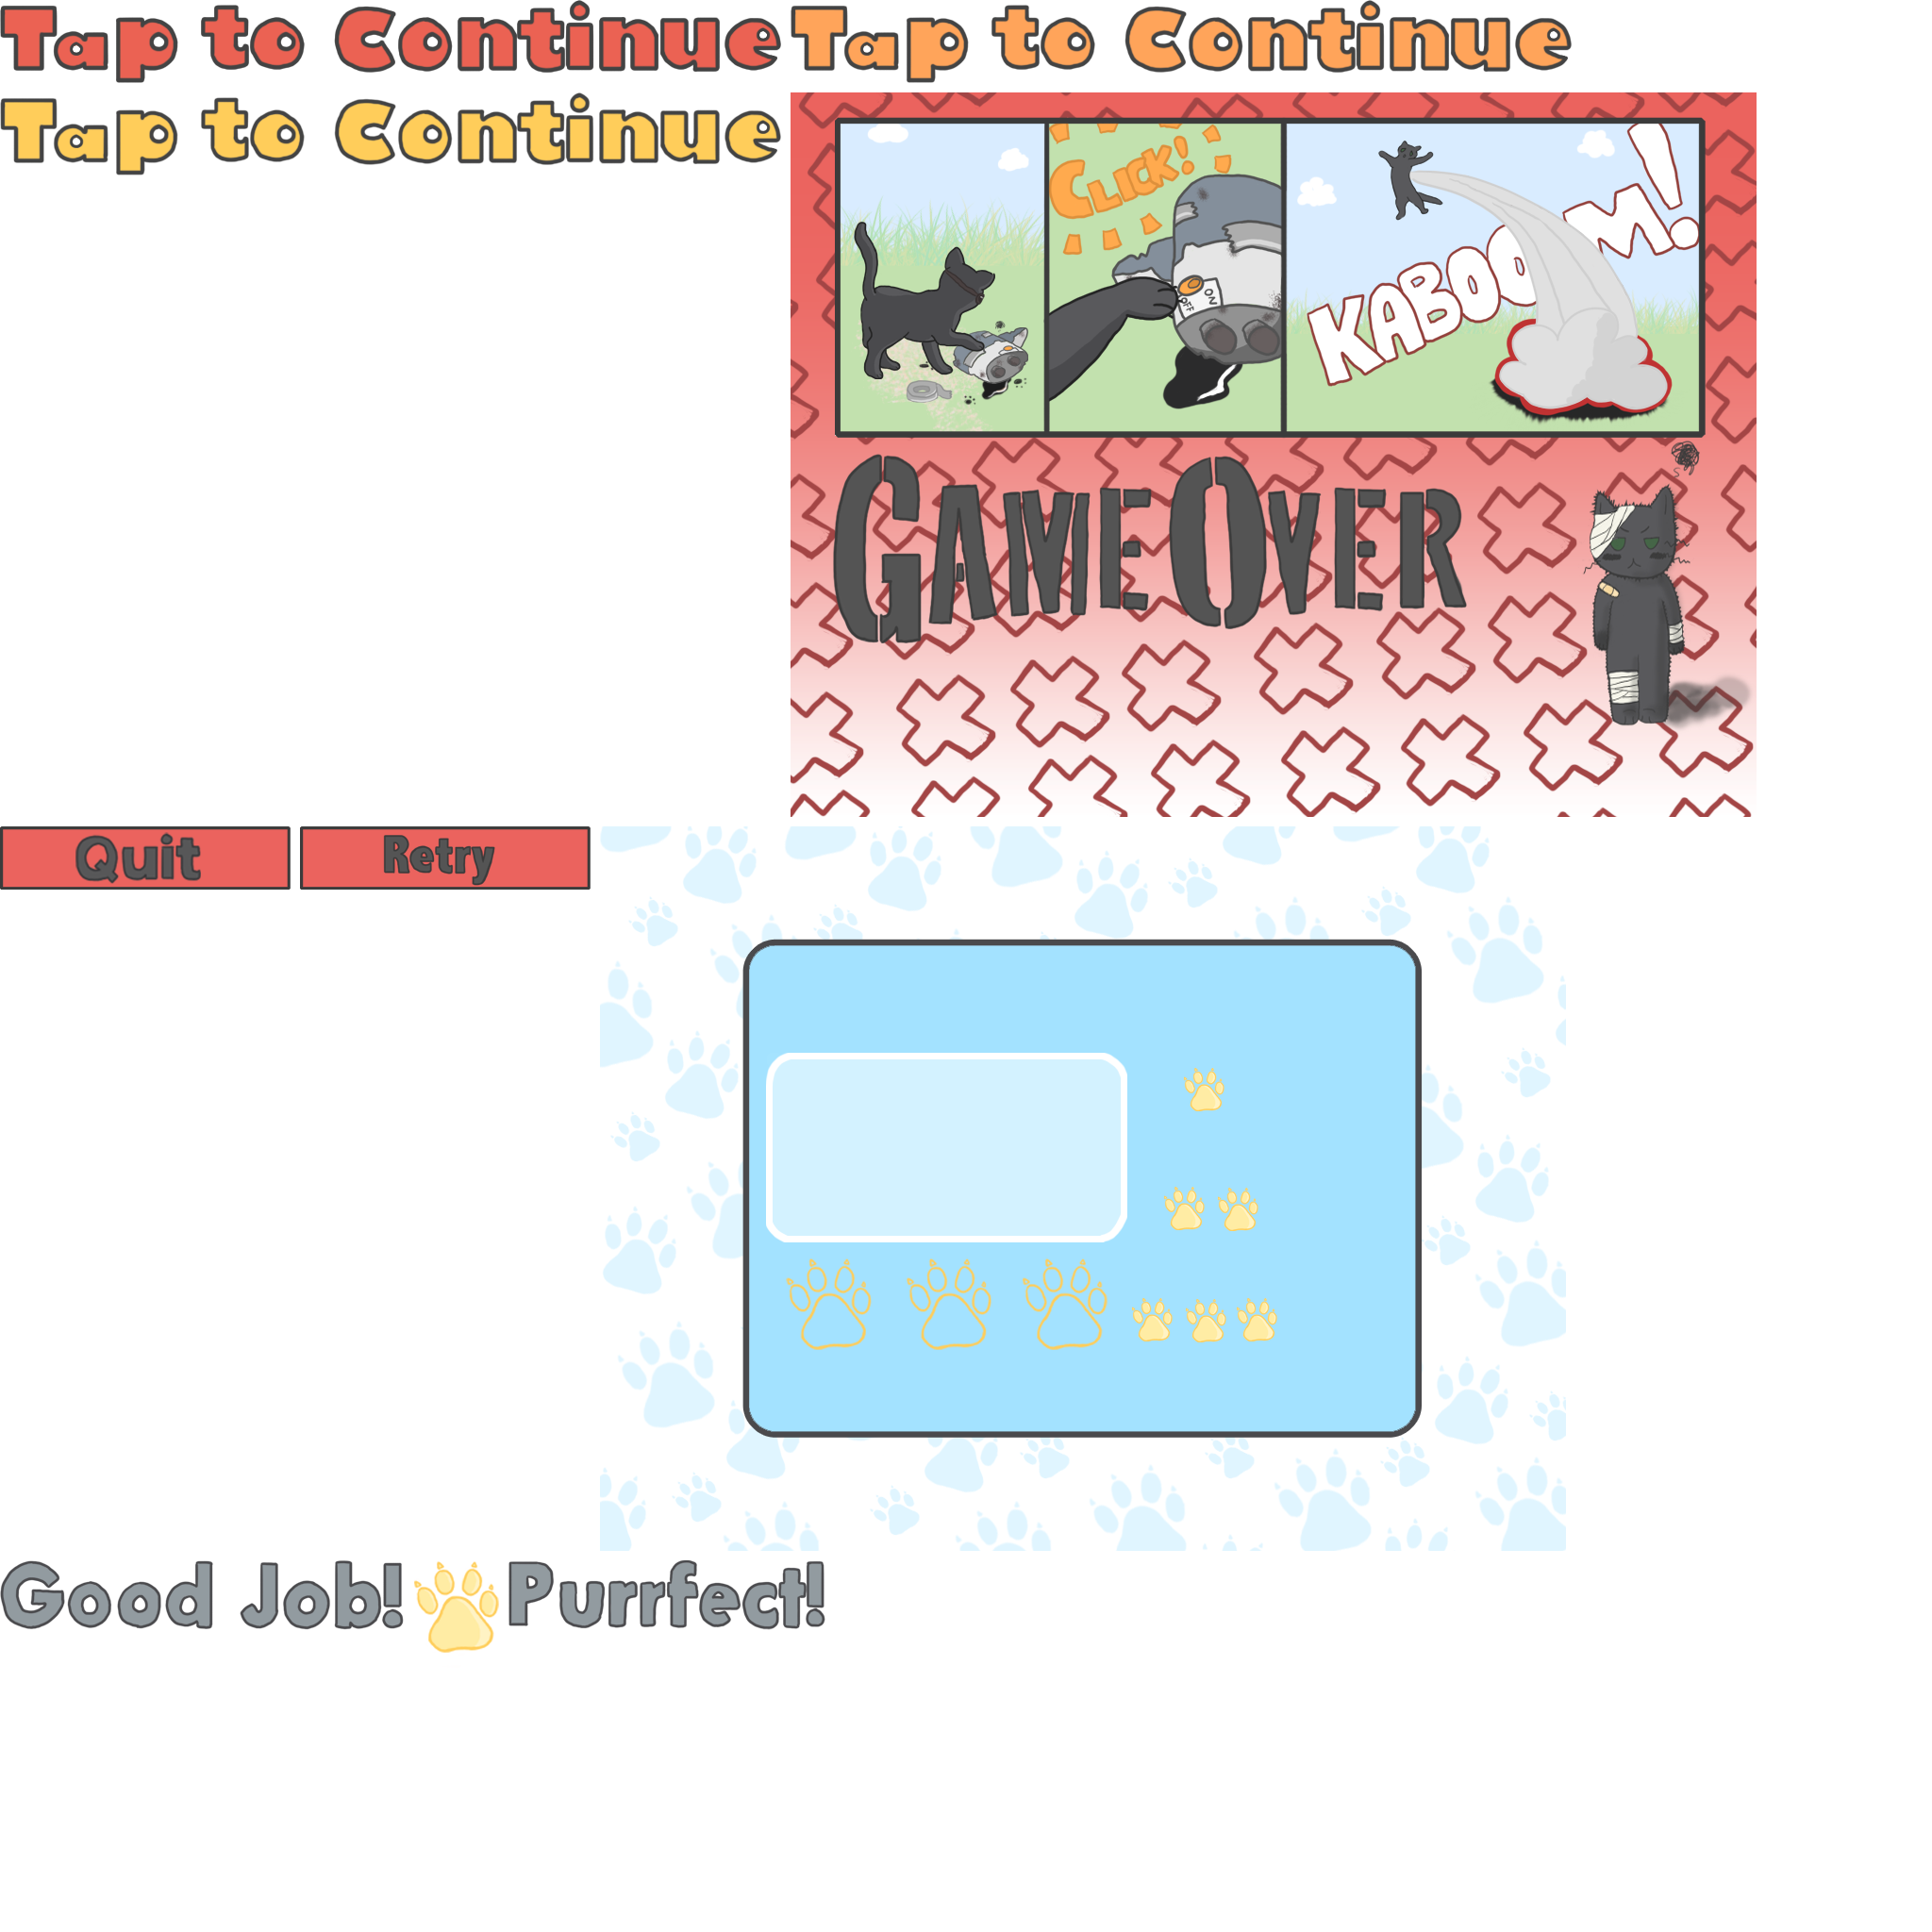 Tap to Continue
Tap to Continue
Tap to Continue
CLICK!
ON
OFF
KABOOOM!
GAME OVER
Quit
Retry
Good Job!
Purrfect!